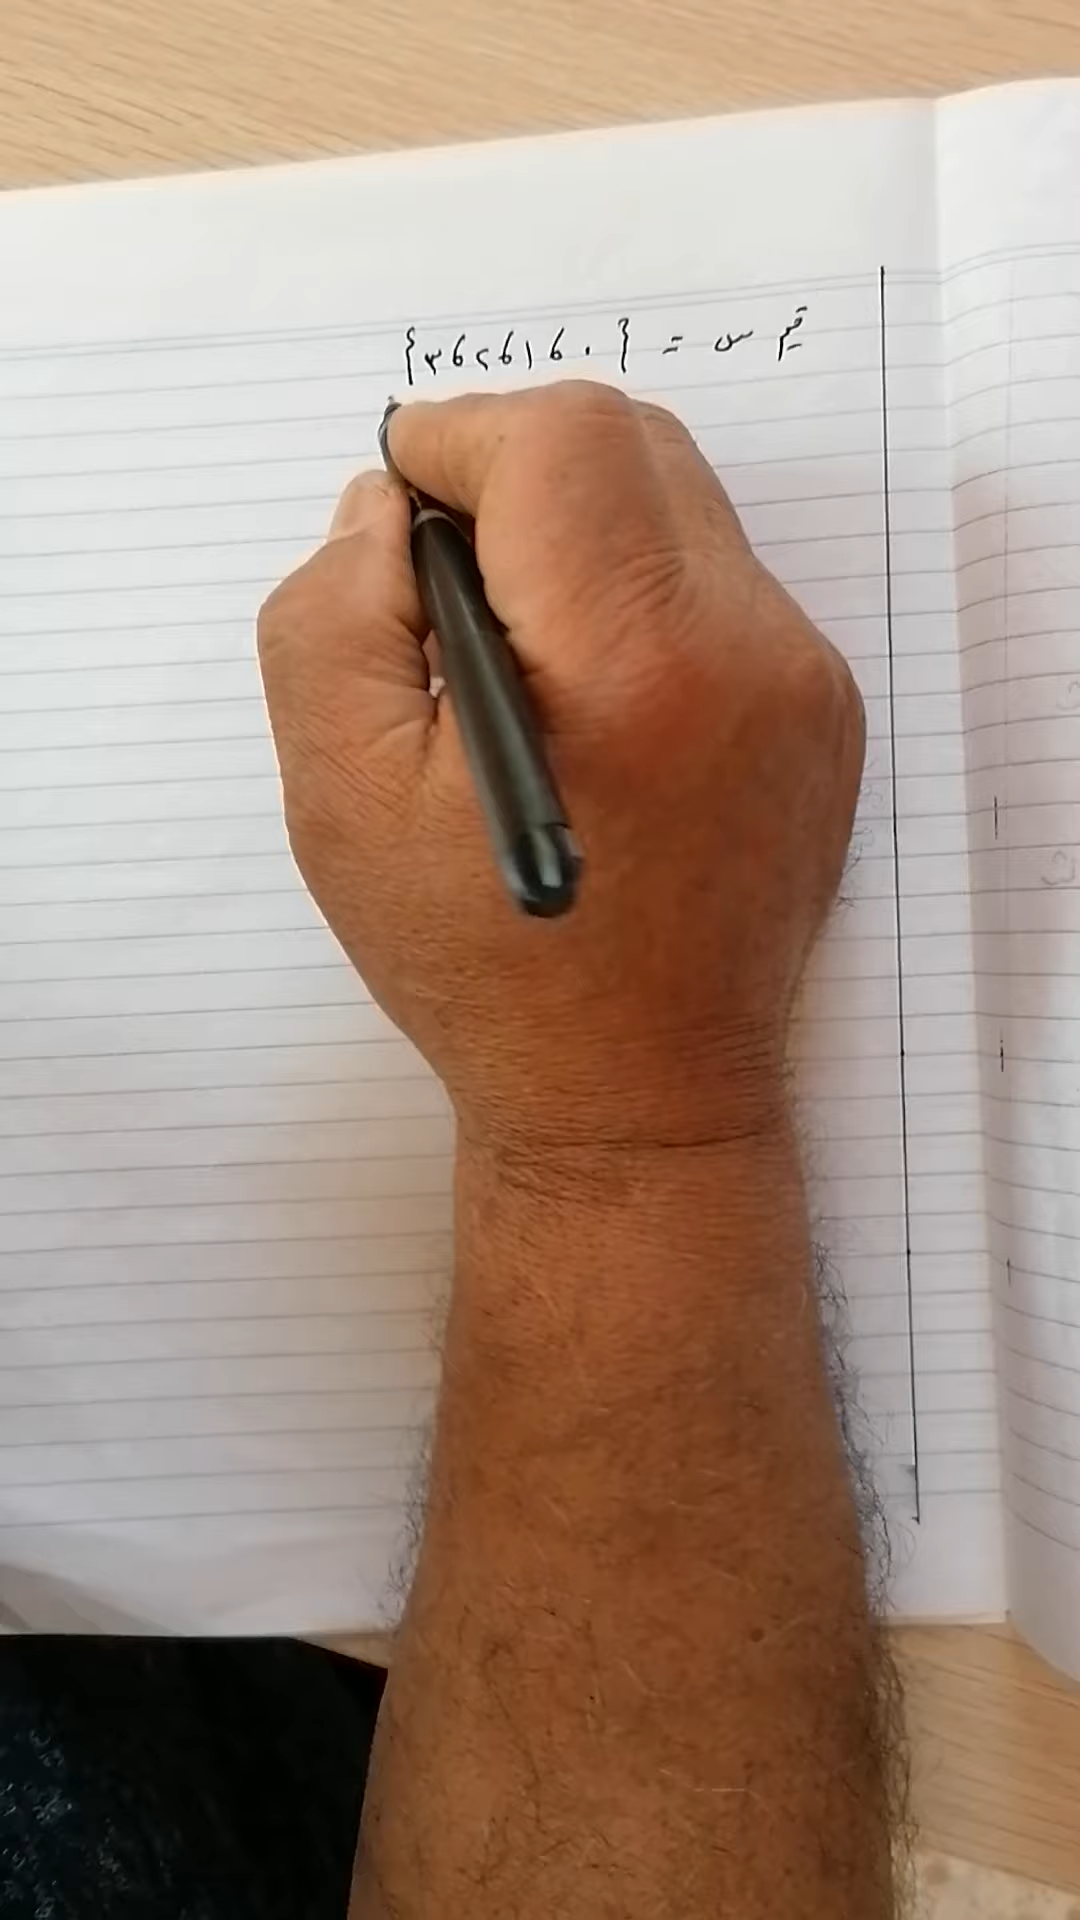 قيم س = { ٠ ، ١ ، ٢ ، ٣ }